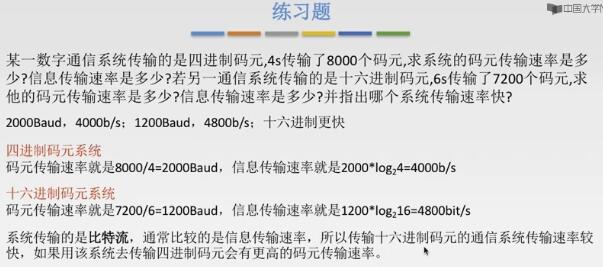 练习题
中国大学
某一数字通信系统传输的是四进制码元,4s传输了8000个码元,求系统的码元传输速率是多
少?信息传输速率是多少?若另一通信系统传输的是十六进制码元,6s传输了7200个码元,求
他的码元传输速率是多少?信息传输速率是多少?并指出哪个系统传输速率快?
2000Baud，4000b/s；1200Baud，4800b/s；十六进制更快
四进制码元系统
码元传输速率就是8000/4=2000Baud，信息传输速率就是2000*log₂4=4000b/s
十六进制码元系统
码元传输速率就是7200/6=1200Baud，信息传输速率就是1200*log₂16=4800bit/s
系统传输的是比特流，通常比较的是信息传输速率，所以传输十六进制码元的通信系统传输速率较
快，如果用该系统去传输四进制码元会有更高的码元传输速率。